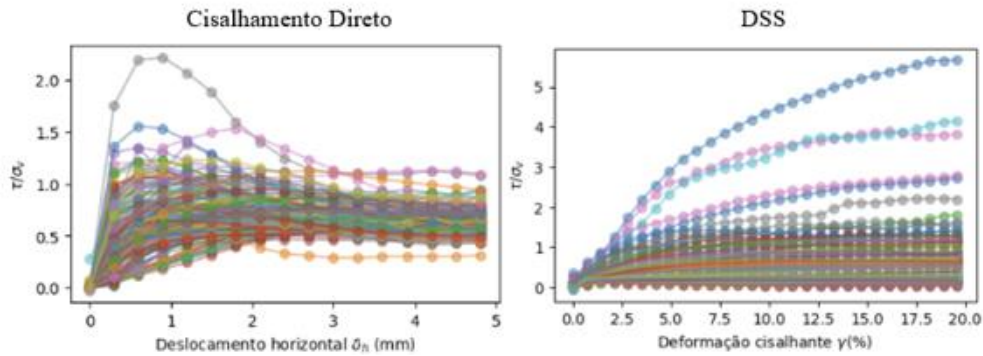 Cisalhamento Direto
τ/σᵥ
2.0
1.5
1.0
0.5
0.0
0 1 2 3 4 5
Deslocamento horizontal δₕ (mm)
DSS
τ/σᵥ
5
4
3
2
1
0
0.0 2.5 5.0 7.5 10.0 12.5 15.0 17.5 20.0
Deformação cisalhante γ(%)